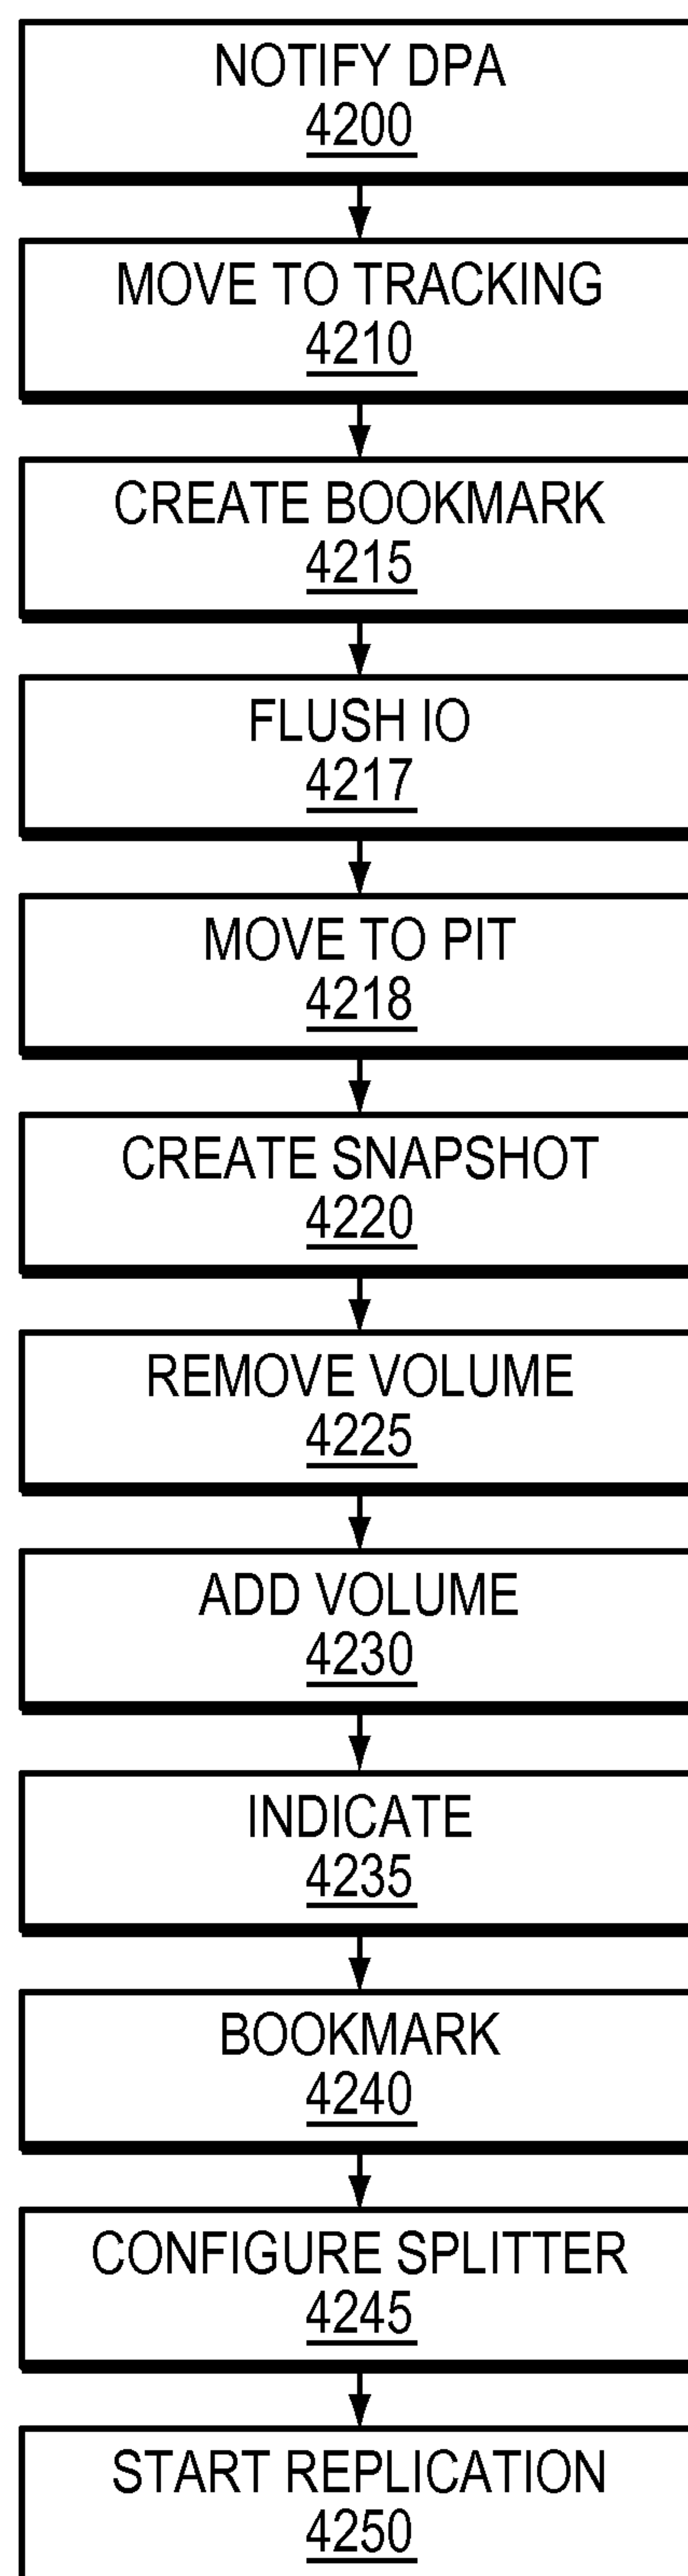 NOTIFY DPA
4200
MOVE TO TRACKING
4210
CREATE BOOKMARK
4215
FLUSH IO
4217
MOVE TO PIT
4218
CREATE SNAPSHOT
4220
REMOVE VOLUME
4225
ADD VOLUME
4230
INDICATE
4235
BOOKMARK
4240
CONFIGURE SPLITTER
4245
START REPLICATION
4250